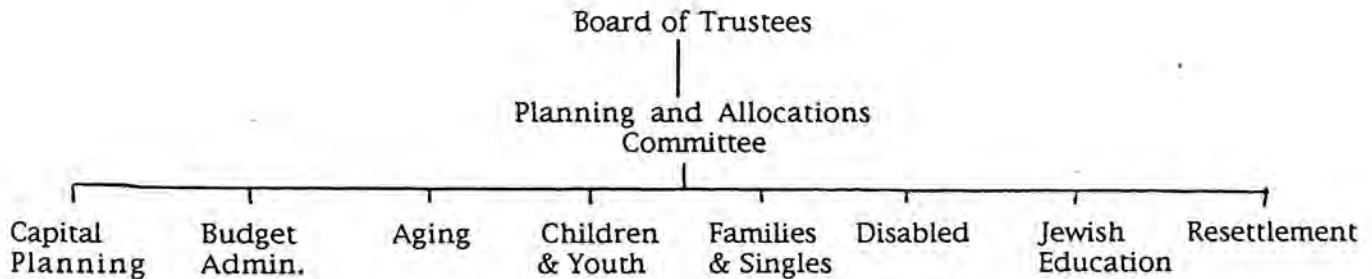 Board of Trustees
Planning and Allocations
Committee
Capital
Planning
Budget
Admin.
Aging
Children
& Youth
Families
& Singles
Disabled
Jewish
Education
Resettlement